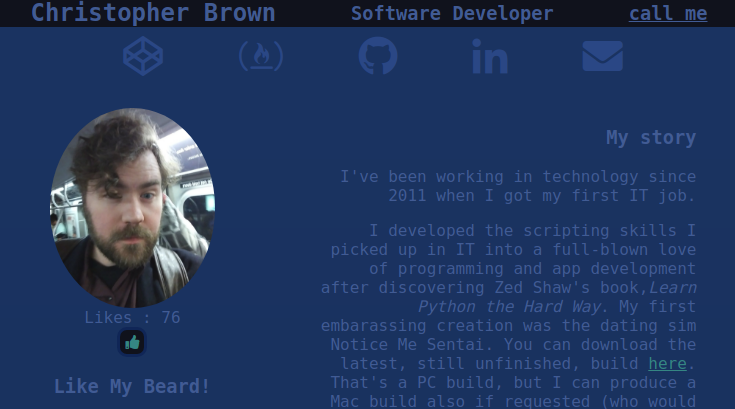 Christopher Brown
Software Developer
call me
My story
I've been working in technology since
2011 when I got my first IT job.
I developed the scripting skills I
picked up in IT into a full-blown love
of programming and app development
after discovering Zed Shaw's book,Learn
Python the Hard Way. My first
embarassing creation was the dating sim
Notice Me Sentai. You can download the
latest, still unfinished, build here.
That's a PC build, but I can produce a
Mac build also if requested (who would
Likes : 76
Like My Beard!